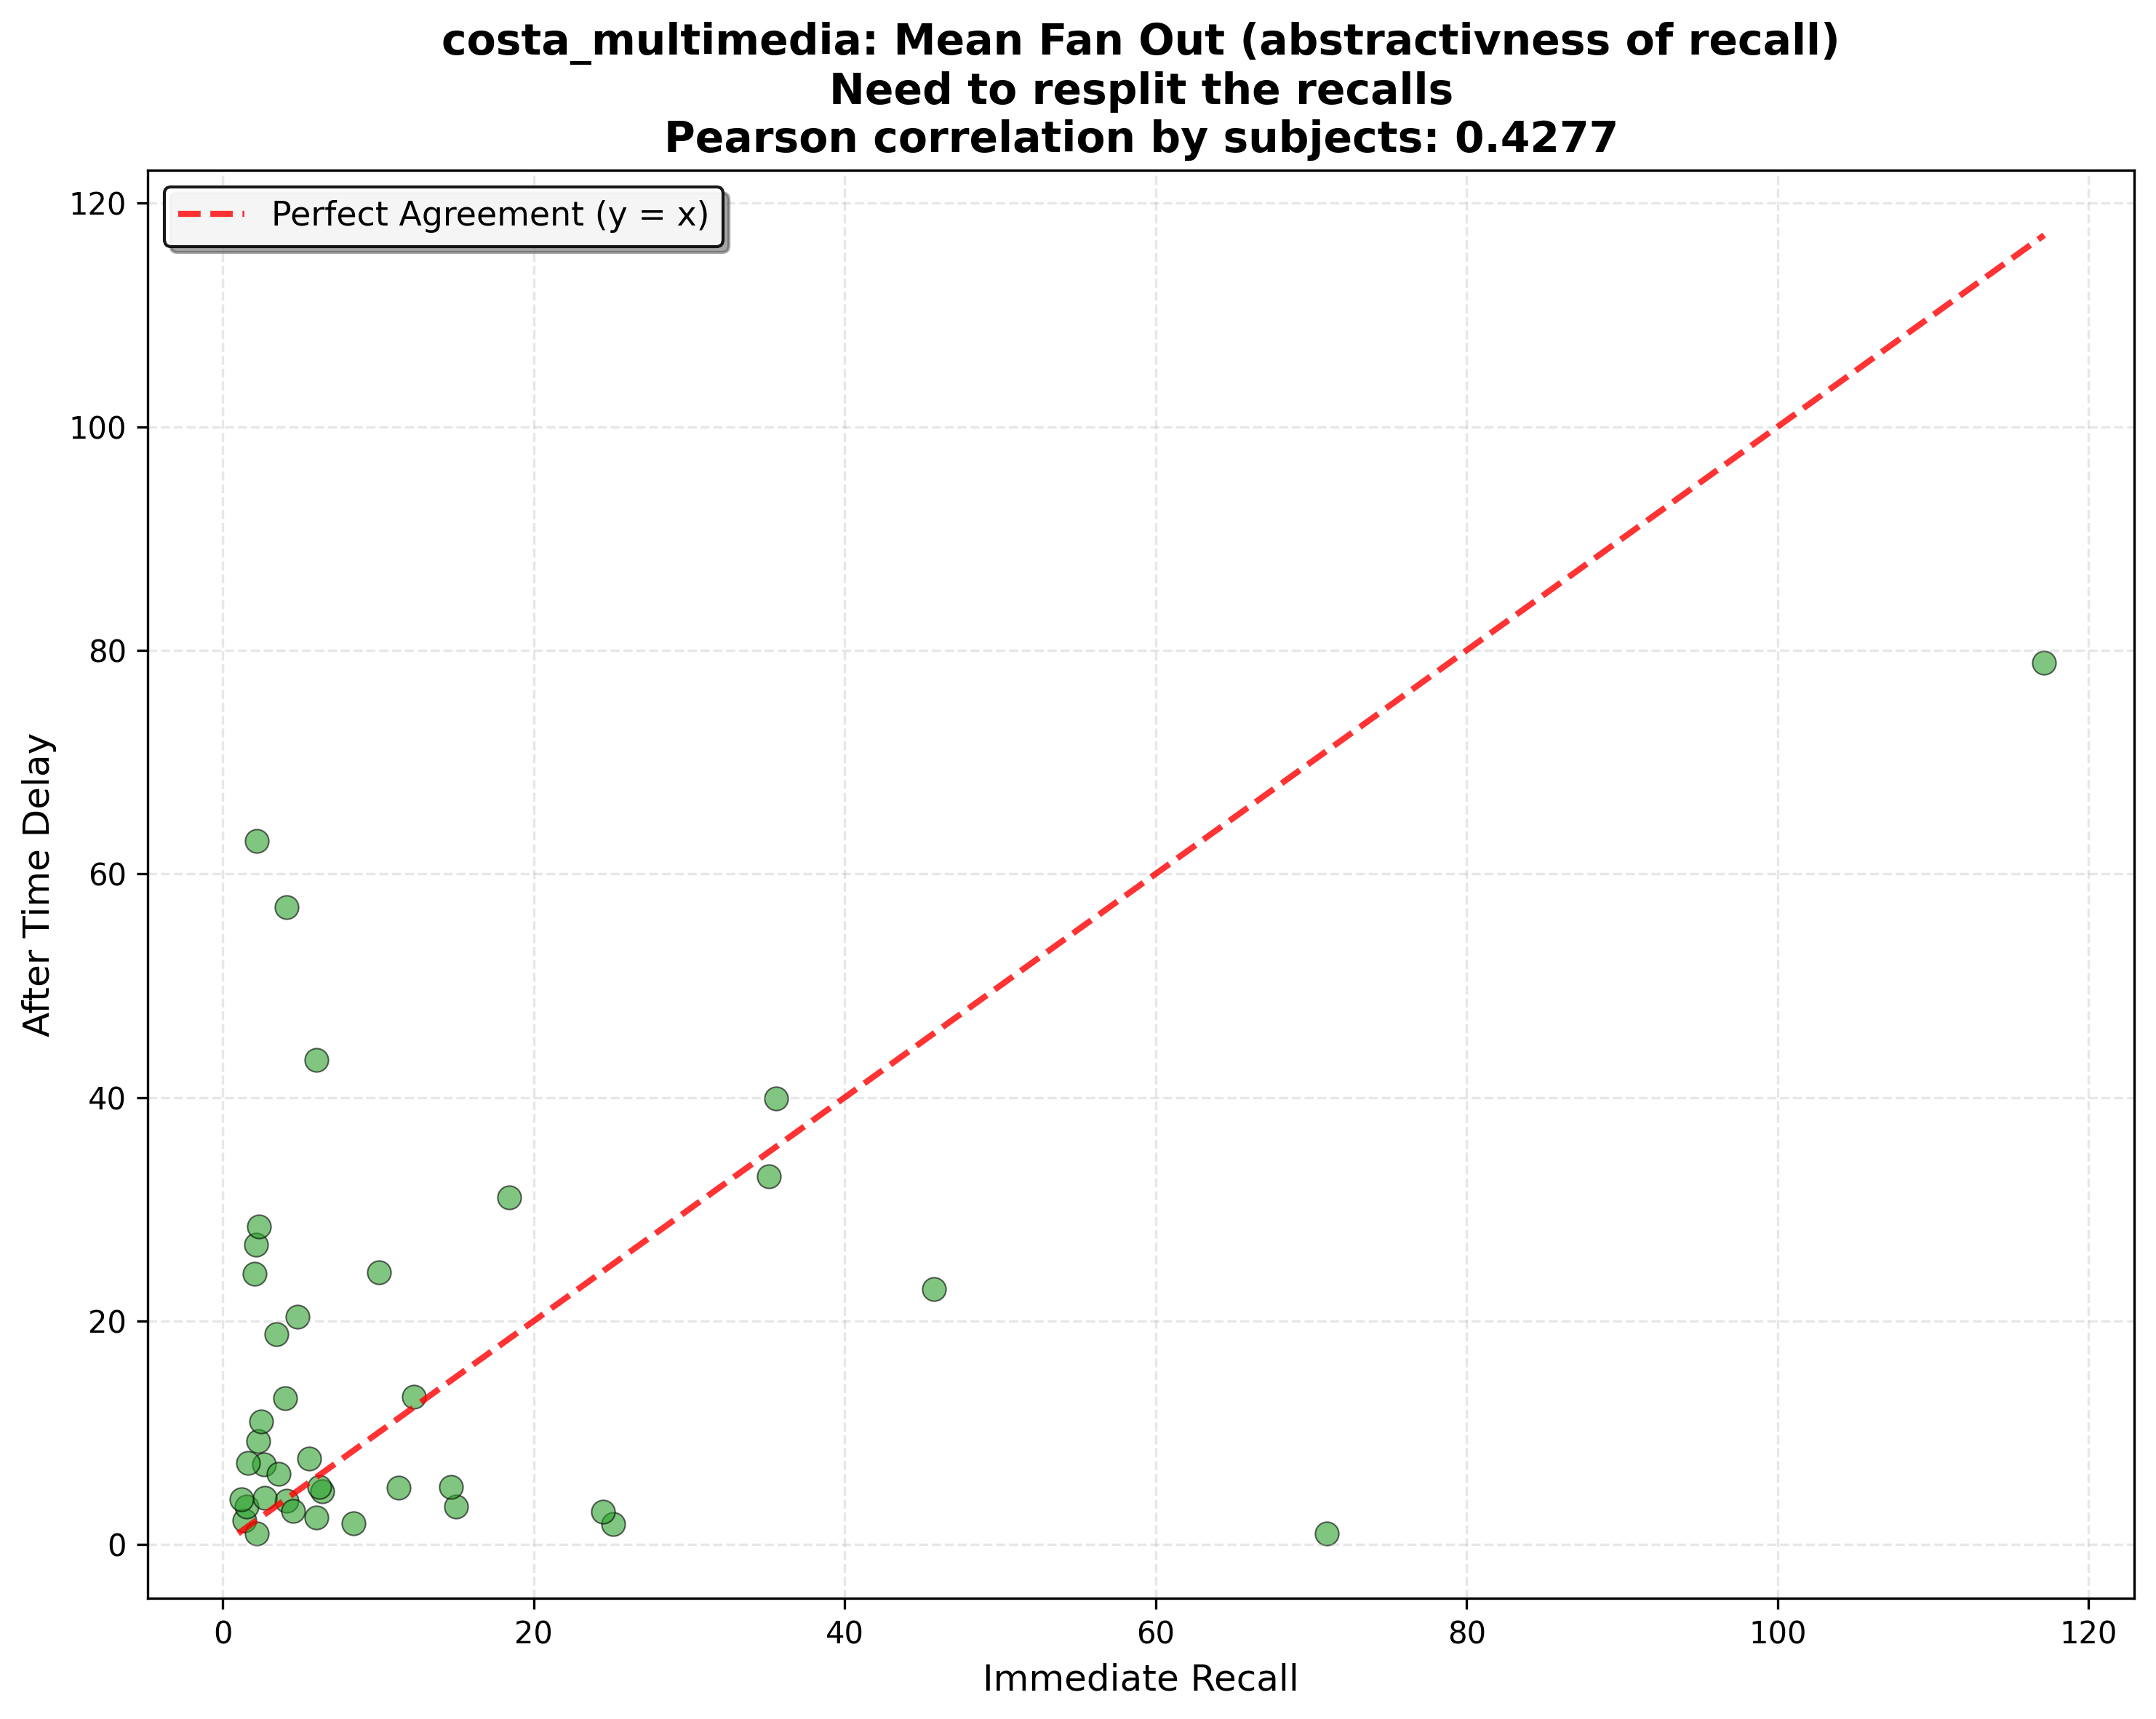 costa_multimedia: Mean Fan Out (abstractivness of recall)
Need to resplit the recalls
Pearson correlation by subjects: 0.4277
Perfect Agreement (y = x)
120
100
80
60
40
20
0
After Time Delay
0
20
40
60
80
100
120
Immediate Recall